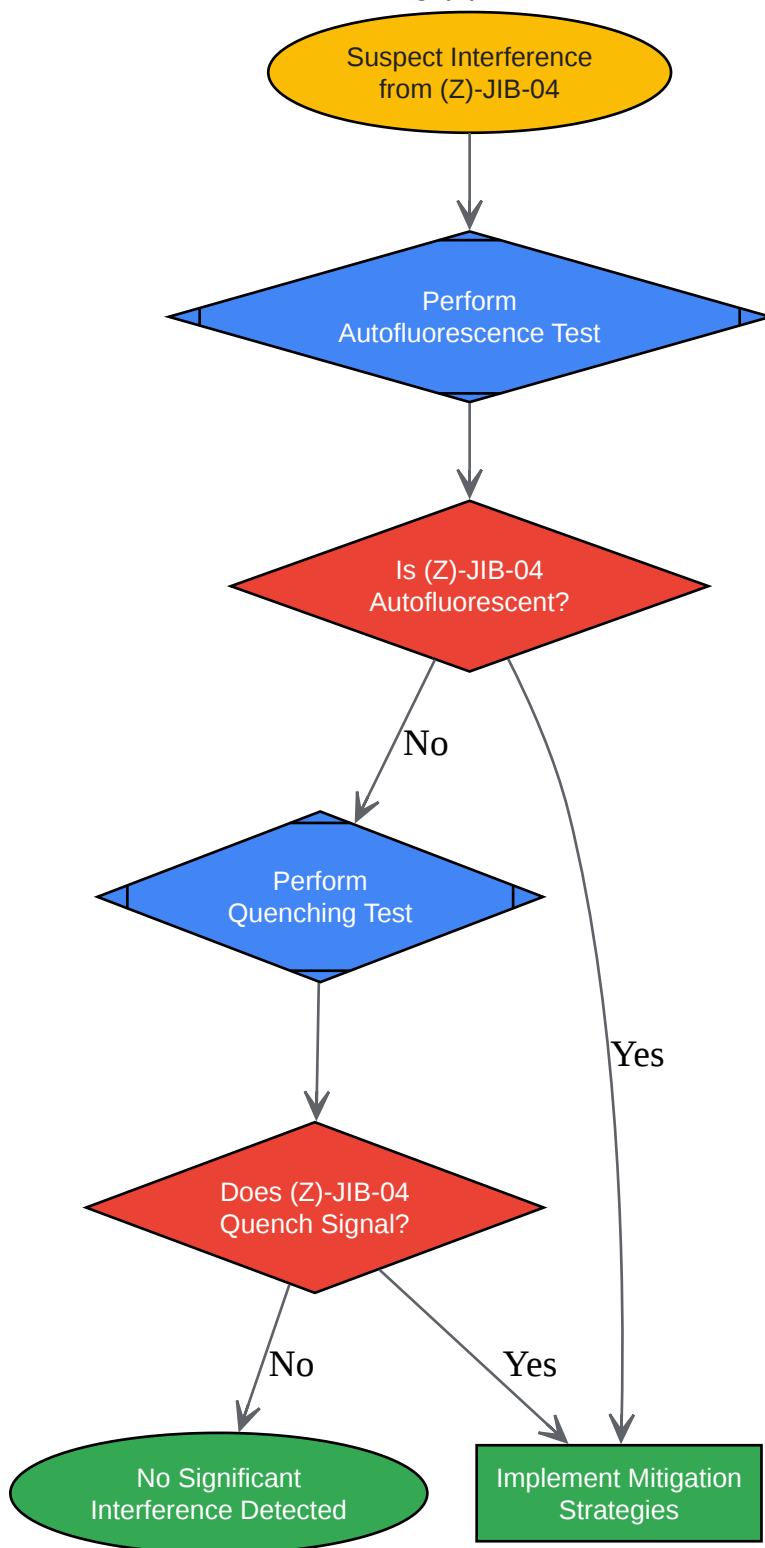 Suspect Interference
from (Z)-JIB-04
Perform
Autofluorescence Test
Is (Z)-JIB-04
Autofluorescent?
No
Perform
Quenching Test
Yes
Does (Z)-JIB-04
Quench Signal?
No
Yes
No Significant
Interference Detected
Implement Mitigation
Strategies